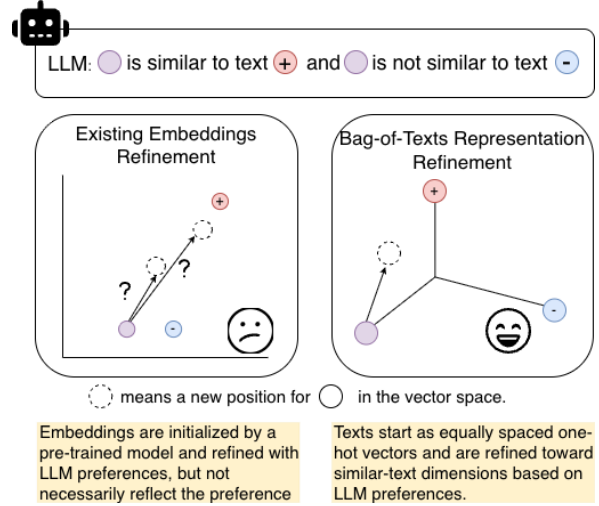 LLM: is similar to text + and is not similar to text -
Existing Embeddings
Refinement
+
?
?
-
Bag-of-Texts Representation
Refinement
+
-
means a new position for in the vector space.
Embeddings are initialized by a
pre-trained model and refined with
LLM preferences, but not
necessarily reflect the preference
Texts start as equally spaced one-
hot vectors and are refined toward
similar-text dimensions based on
LLM preferences.